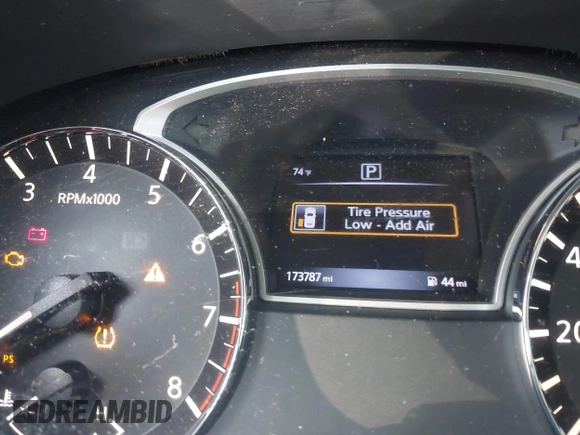 74°F P
Tire Pressure
Low - Add Air
173787 mi 44 mi
3 4 5 6 7 8
RPMx1000
PS
4
20
DREAMBID